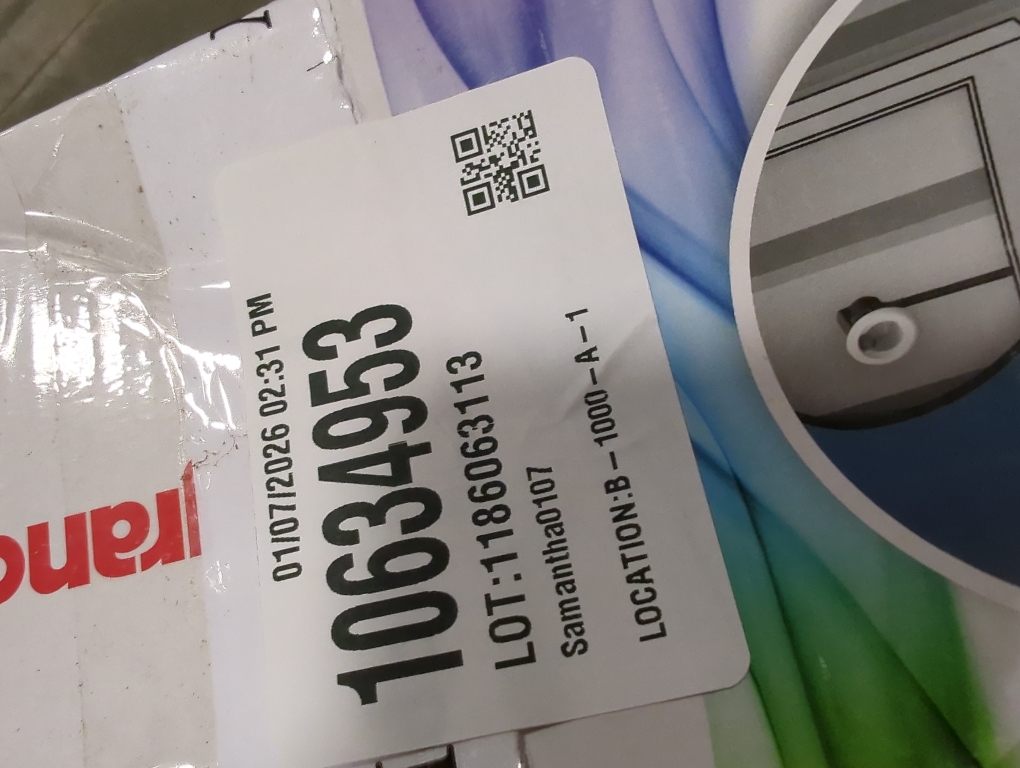 01/07/2026 02:31 PM
10634953
LOT:1186063113
Samantha0107
LOCATION:B-1000-A-1